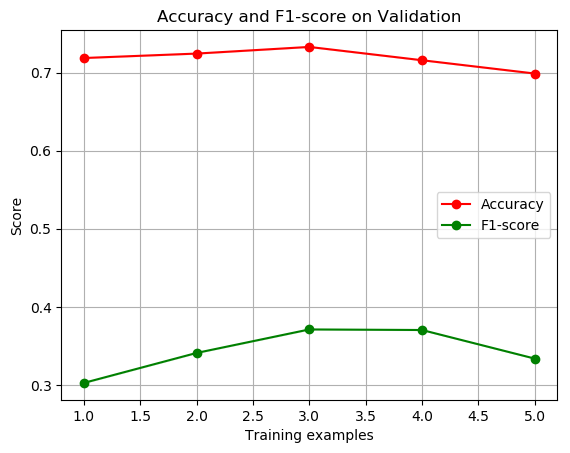 Accuracy and F1-score on Validation
Score
0.7
0.6
0.5
0.4
0.3
Accuracy
F1-score
1.0 1.5 2.0 2.5 3.0 3.5 4.0 4.5 5.0
Training examples